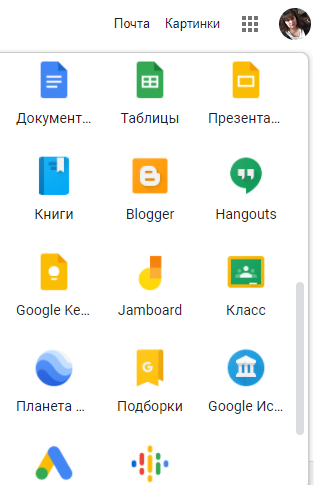 Почта Картинки
Документ... Таблицы Презента...
Книги Blogger Hangouts
Google Ke... Jamboard Класс
Планета ... Подборки Google Ис...